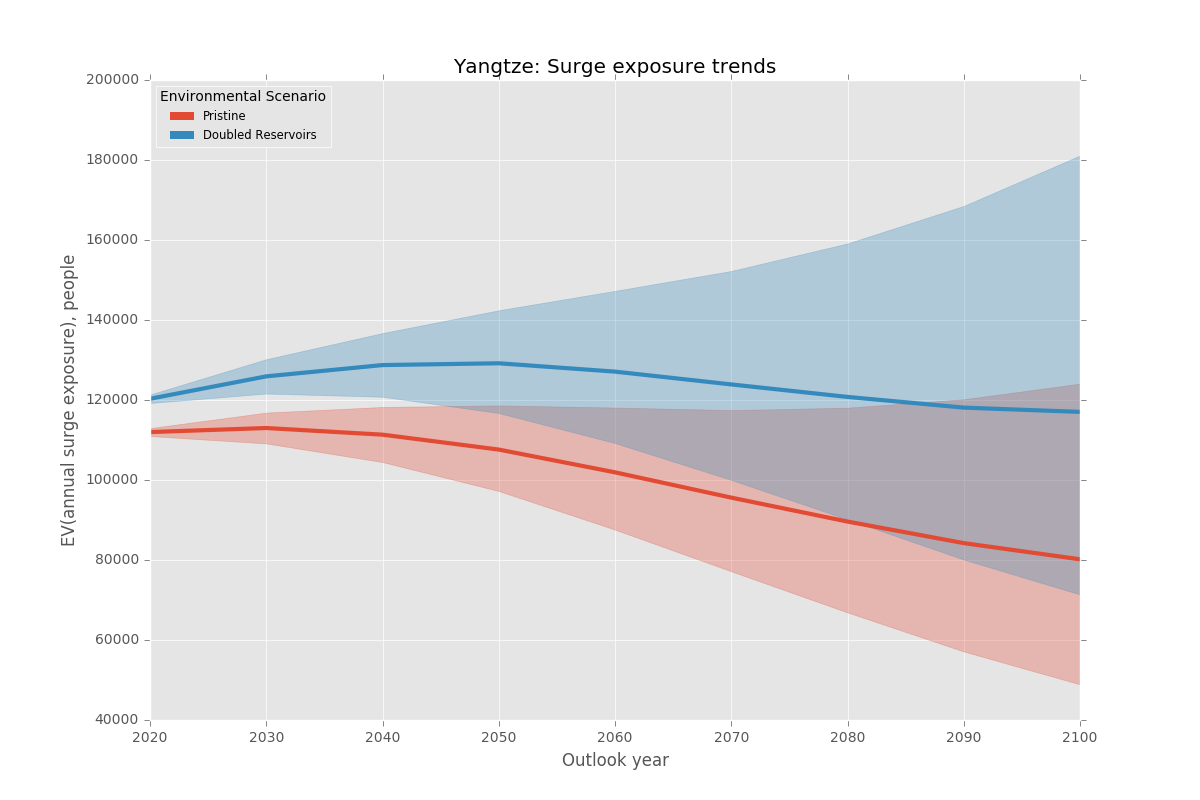 Yangtze: Surge exposure trends
Environmental Scenario
Pristine
Doubled Reservoirs
EV(annual surge exposure), people
200000
180000
160000
140000
120000
100000
80000
60000
40000
2020 2030 2040 2050 2060 2070 2080 2090 2100
Outlook year